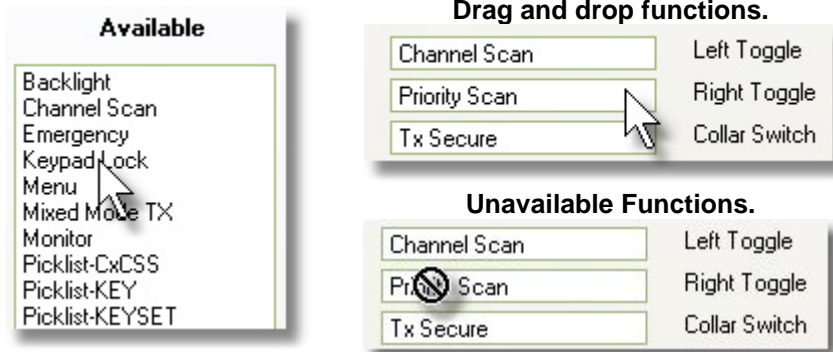 Available
Backlight
Channel Scan
Emergency
Keypad Lock
Menu
Mixed Mode TX
Monitor
Picklist-CxCSS
Picklist-KEY
Picklist-KEYSET
Drag and drop functions.
Channel Scan Left Toggle
Priority Scan Right Toggle
Tx Secure Collar Switch
Unavailable Functions.
Channel Scan Left Toggle
Priority Scan Right Toggle
Tx Secure Collar Switch